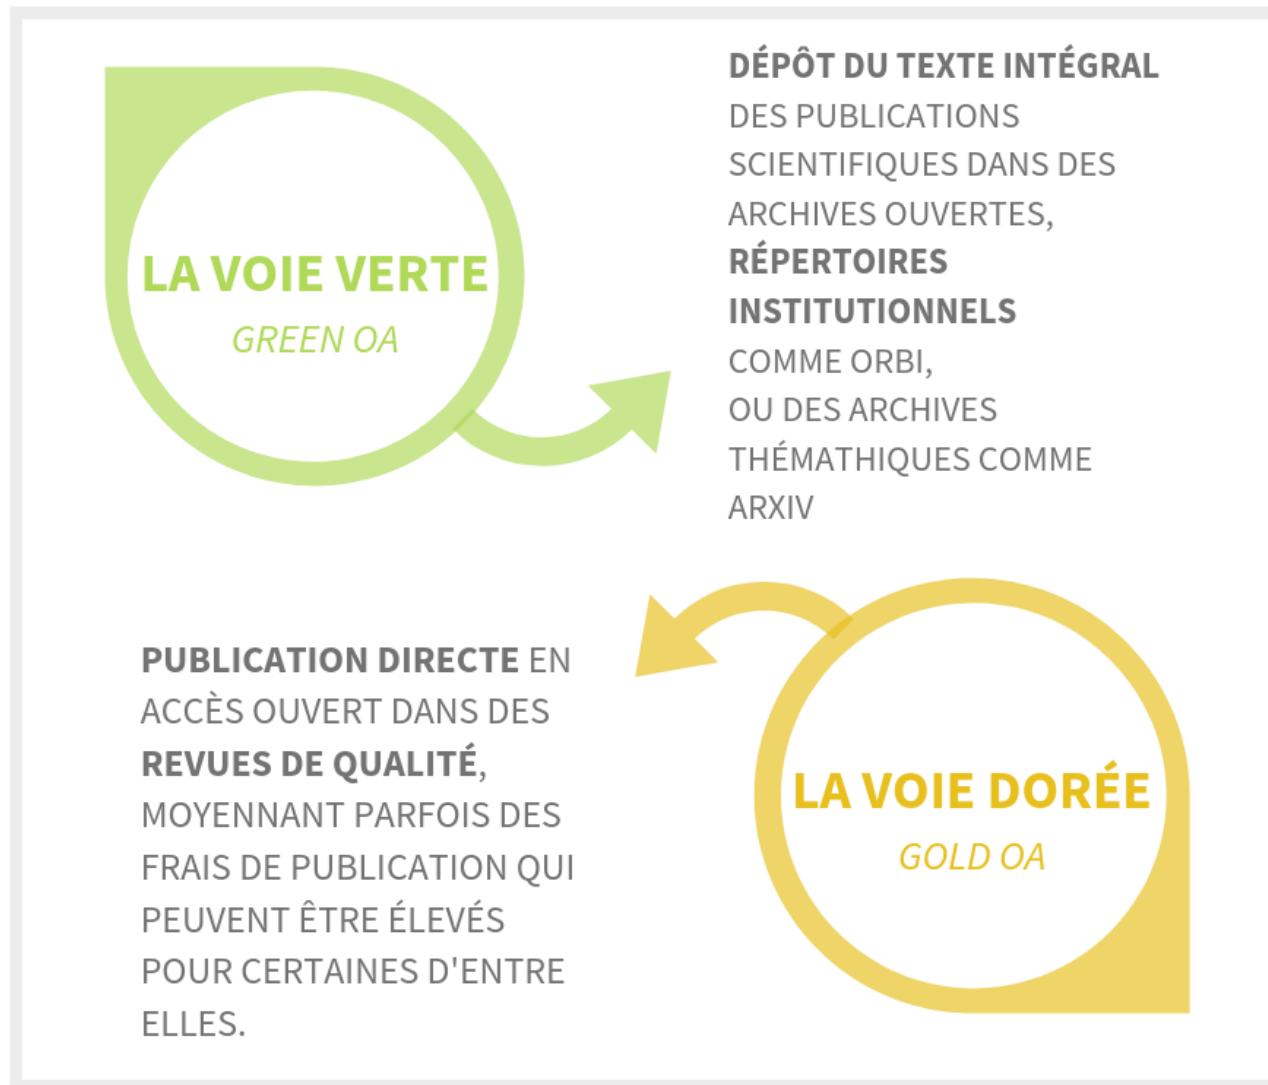 LA VOIE VERTE
GREEN OA
DÉPÔT DU TEXTE INTÉGRAL
DES PUBLICATIONS
SCIENTIFIQUES DANS DES
ARCHIVES OUVERTES,
RÉPERTOIRES
INSTITUTIONNELS
COMME ORBI,
OU DES ARCHIVES
THÉMATHIQUES COMME
ARXIV
PUBLICATION DIRECTE EN
ACCÈS OUVERT DANS DES
REVUES DE QUALITÉ,
MOYENNANT PARFOIS DES
FRAIS DE PUBLICATION QUI
PEUVENT ÊTRE ÉLEVÉS
POUR CERTAINES D'ENTRE
ELLES.
LA VOIE DORÉE
GOLD OA